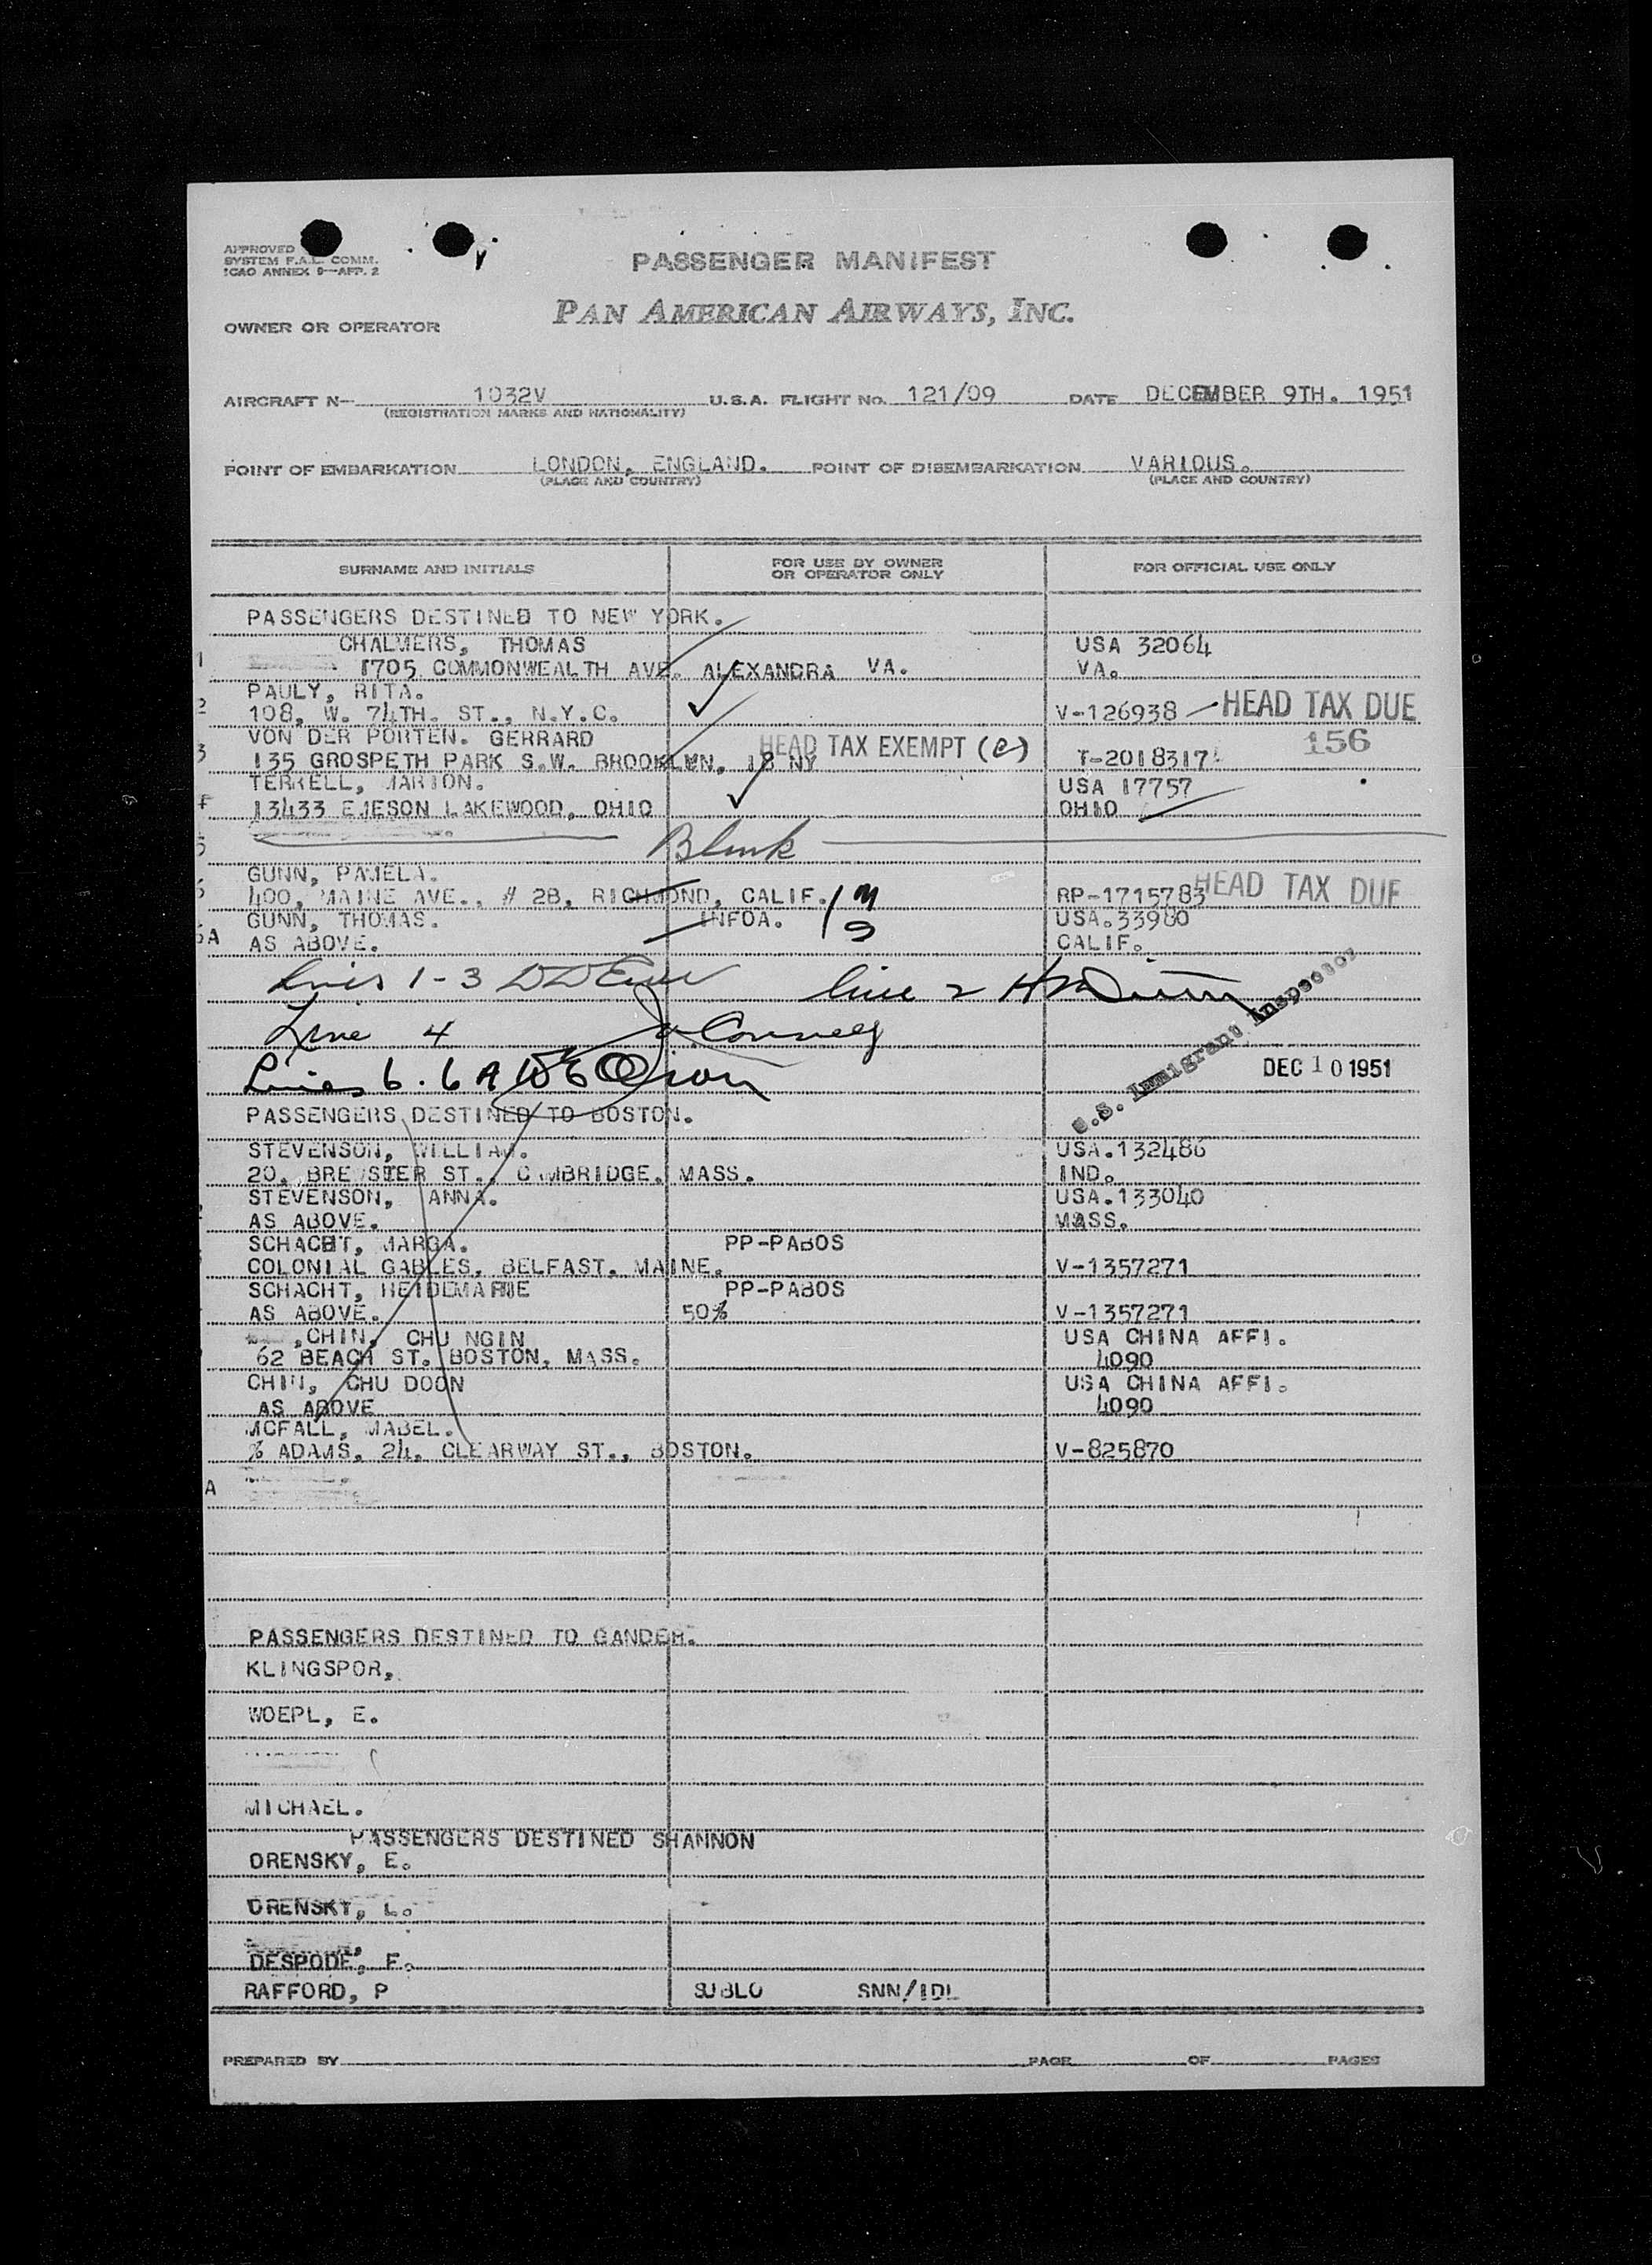 APPROVED
SYSTEM F.A.L. COMM.
ICAO ANNEX 9—APP. 2
PASSENGER MANIFEST
PAN AMERICAN AIRWAYS, INC.
OWNER OR OPERATOR
AIRCRAFT N— 1032V U.S.A. FLIGHT No. 121/09 DATE DECEMBER 9TH. 1951
(REGISTRATION MARKS AND NATIONALITY)
POINT OF EMBARKATION LONDON, ENGLAND. POINT OF DISEMBARKATION VARIOUS.
(PLACE AND COUNTRY) (PLACE AND COUNTRY)
SURNAME AND INITIALS FOR USE BY OWNER OR OPERATOR ONLY FOR OFFICIAL USE ONLY
PASSENGERS DESTINED TO NEW YORK.
CHALMERS, THOMAS USA 32064
1 1705 COMMONWEALTH AVE. ALEXANDRA VA. VA.
PAULY, RITA.
2 108, W. 74TH. ST., N.Y.C. V-126938 HEAD TAX DUE
VON DER PORTEN. GERRARD HEAD TAX EXEMPT (e) 156
3 135 GROSPETH PARK S.W. BROOKLMN, 18 NY T-2018317
TERRELL, MARION. USA 17757
4 13433 EMESON LAKEWOOD, OHIO OHIO
5 Blank
GUNN, PAMELA.
6 400, MAINE AVE., # 2B, RICHMOND, CALIF. / M RP-1715783 HEAD TAX DUE
GUNN, THOMAS. INFOA. / S USA.33980
6A AS ABOVE. CALIF.
Lines 1-3 line 2
Line 4
Lines 6. 6A
U.S. Immigrant Inspector
DEC 10 1951
PASSENGERS DESTINED TO BOSTON.
STEVENSON, WILLIAM. USA.132486
20, BREWSTER ST., CAMBRIDGE, MASS. IND.
STEVENSON, ANNA. USA.133040
AS ABOVE. MASS.
SCHACHT, MARGA. PP-PABOS
COLONIAL GABLES, BELFAST, MAINE. V-1357271
SCHACHT, HEIDEMARIE PP-PABOS
AS ABOVE. 50% V-1357271
CHIN, CHU NGIN USA CHINA AFFI.
62 BEACH ST. BOSTON, MASS. 4090
CHIN, CHU DOON USA CHINA AFFI.
AS ABOVE 4090
MCFALL, MABEL.
% ADAMS, 24, CLEARWAY ST., BOSTON. V-825870
A
PASSENGERS DESTINED TO GANDER.
KLINGSPOR,
WOEPL, E.
MICHAEL.
PASSENGERS DESTINED SHANNON
ORENSKY, E.
ORENSKY, L.
DESPODE, F.
RAFFORD, P SUBLO SNN/IDL
PREPARED BY PAGE OF PAGES